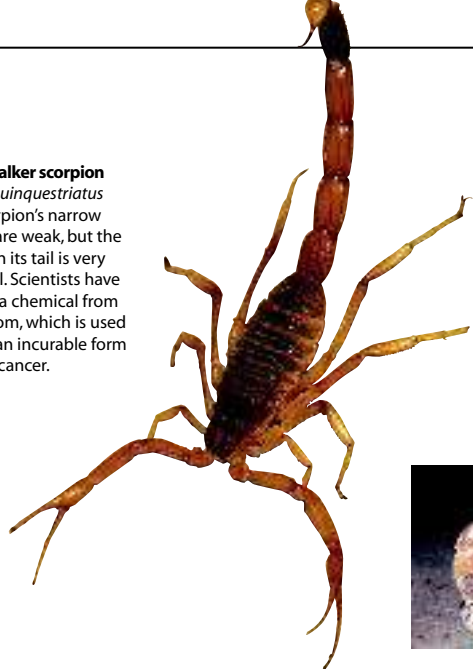 alker scorpion
uinquestriatus
rpion's narrow
are weak, but the
n its tail is very
l. Scientists have
a chemical from
om, which is used
an incurable form
cancer.